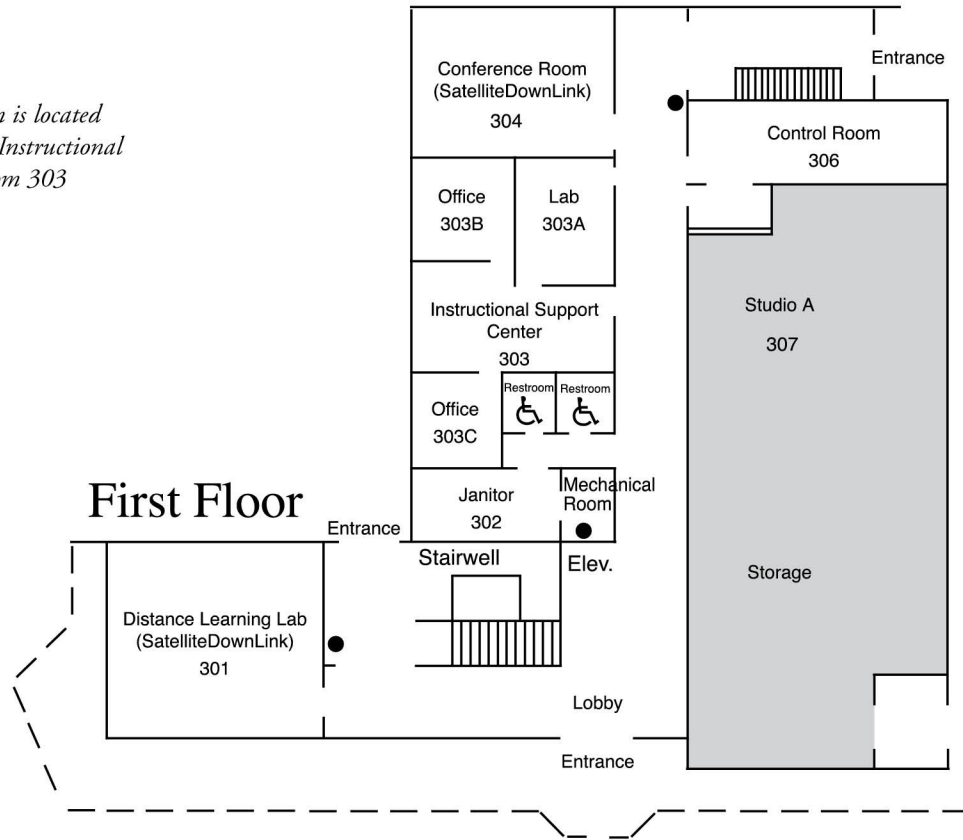 n is located
Instructional
m 303
First Floor
Conference Room
(SatelliteDownLink)
304
Entrance
Control Room
306
Office
303B
Lab
303A
Instructional Support
Center
303
Studio A
307
Restroom
Restroom
Office
303C
Janitor
302
Mechanical
Room
Entrance
Stairwell
Elev.
Storage
Distance Learning Lab
(SatelliteDownLink)
301
Lobby
Entrance